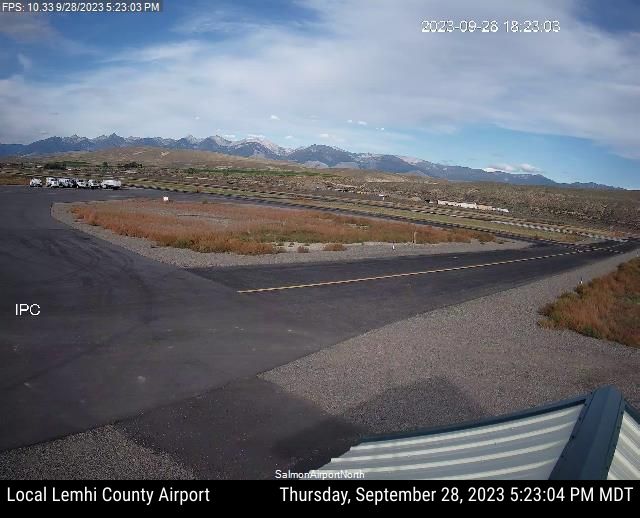 FPS: 10.33 9/28/2023 5:23:03 PM
2023-09-28 18:23:03
IPC
SalmonAirportNorth
Local Lemhi County Airport Thursday, September 28, 2023 5:23:04 PM MDT